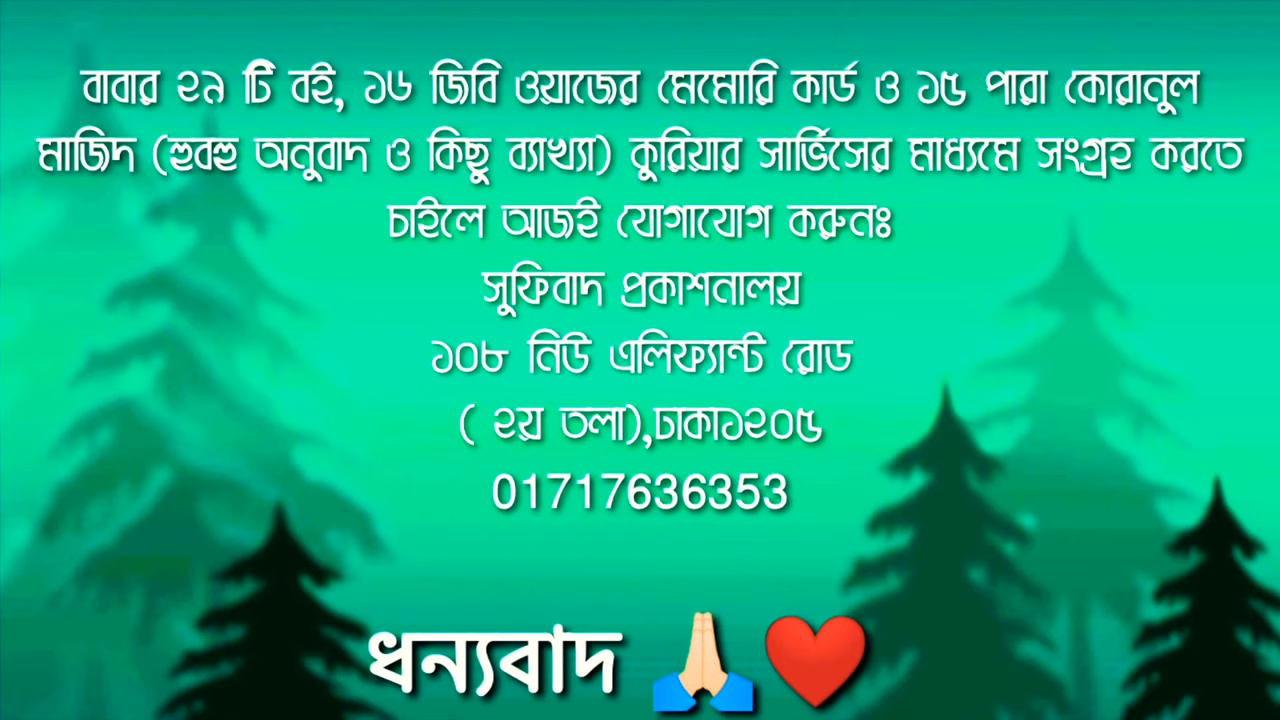 বাবার ২৯ টি বই, ১৬ জিবি ওয়াজের মেমোরি কার্ড ও ১৫ পারা কোরানুল
মাজিদ (হুবহু অনুবাদ ও কিছু ব্যাখ্যা) কুরিয়ার সার্ভিসের মাধ্যমে সংগ্রহ করতে
চাইলে আজই যোগাযোগ করুনঃ
সুফিবাদ প্রকাশনালয়
১০৮ নিউ এলিফ্যান্ট রোড
( ২য় তলা),ঢাকা১২০৫
01717636353
ধন্যবাদ 🙏🏻❤️